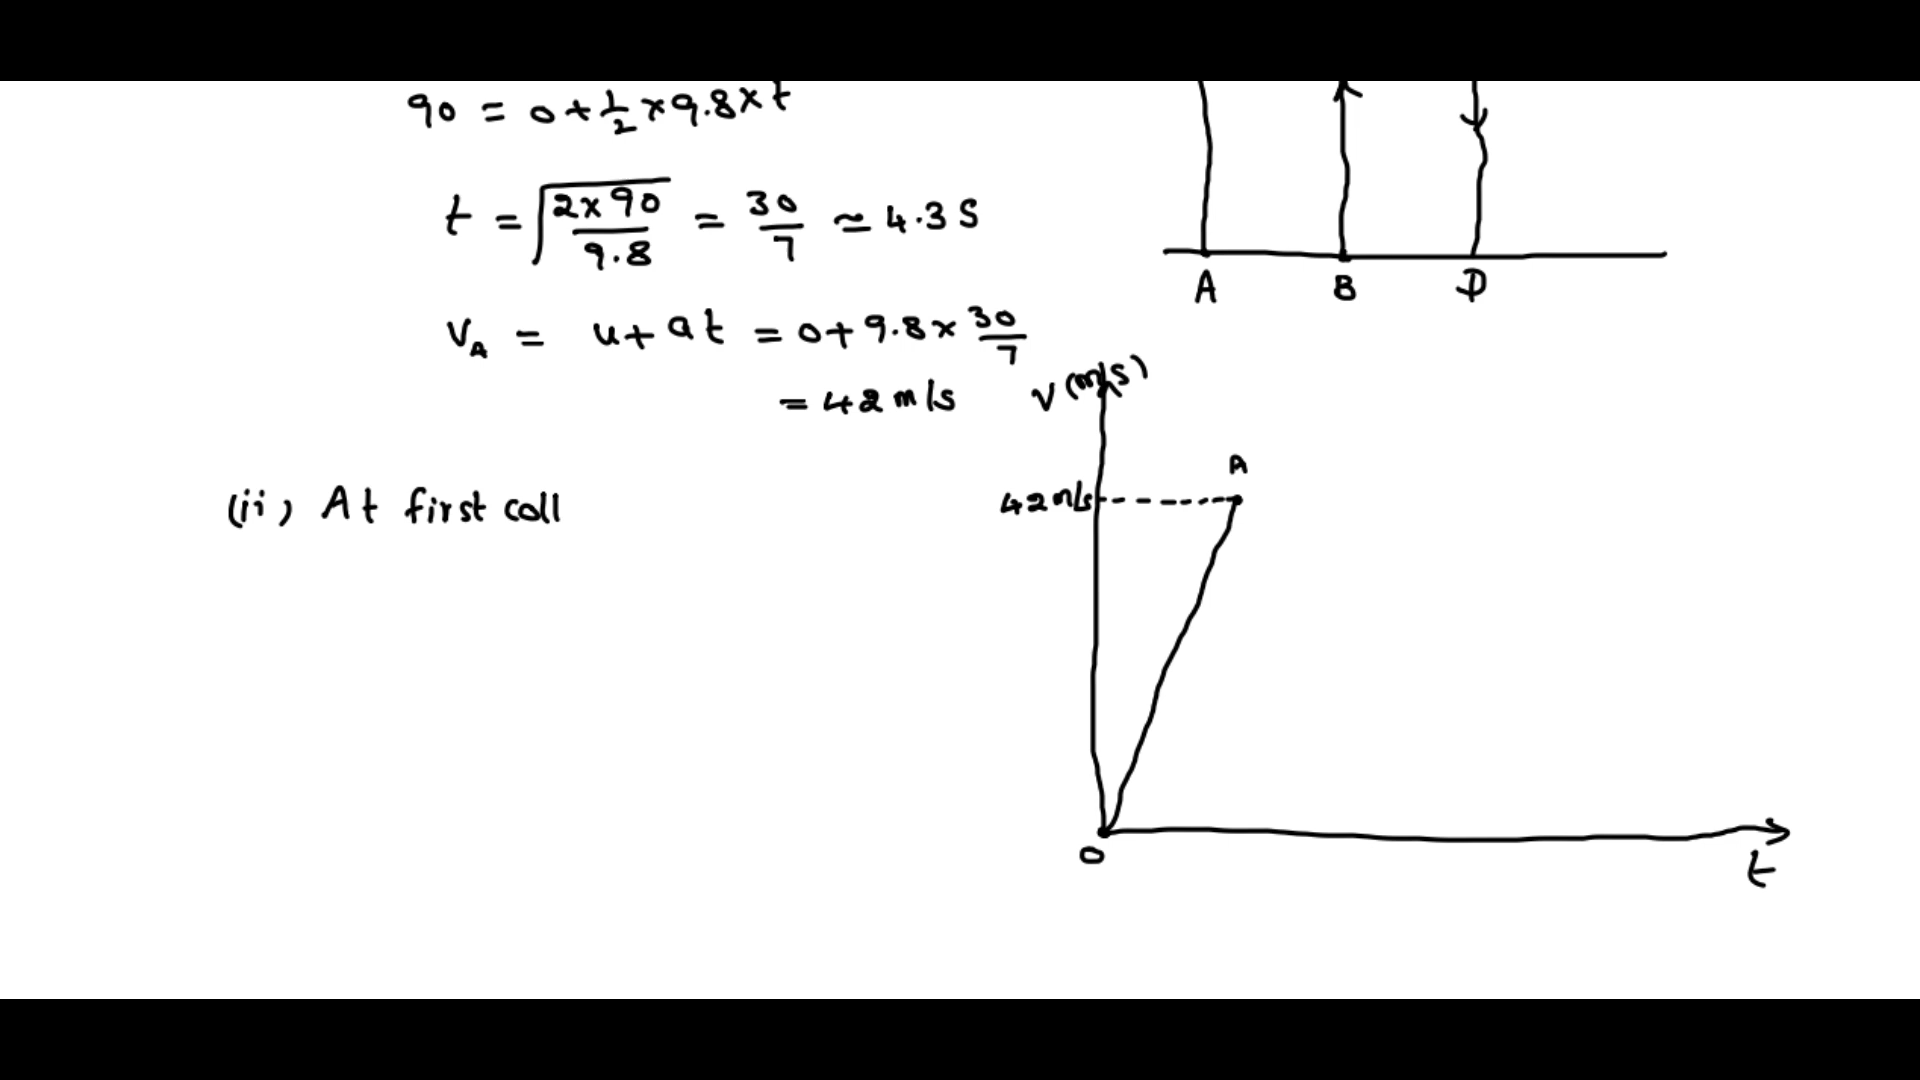 90 = 0 + 1/2 × 9.8 × t
t = √(2×90/9.8) = 30/7 ≃ 4.3 S
V_A = u + at = 0 + 9.8 × 30/7
= 42 m/s
(ii) At first coll
A B D
V (m/s)
A
42 m/s
O
t